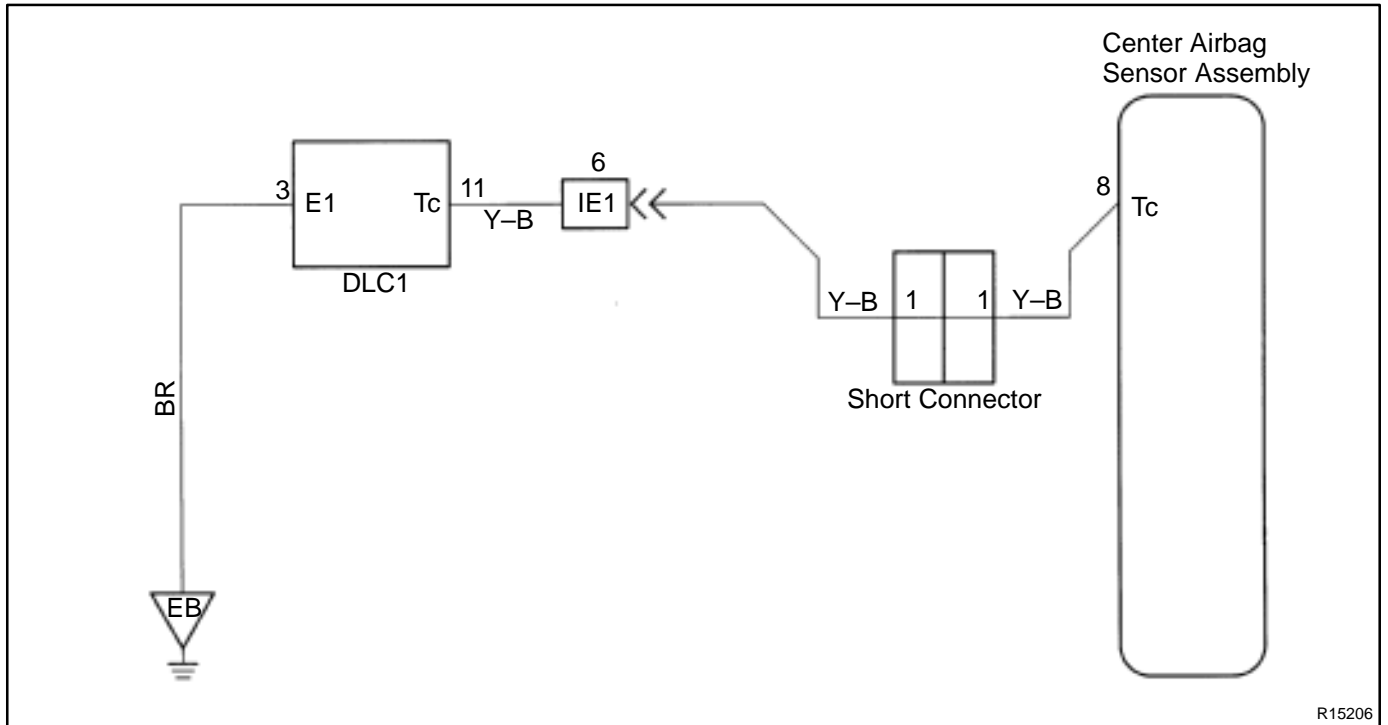 Center Airbag
Sensor Assembly
3
E1
Tc
11
Y–B
DLC1
6
IE1
8
Tc
Y–B
1
1
Y–B
Short Connector
BR
EB
R15206